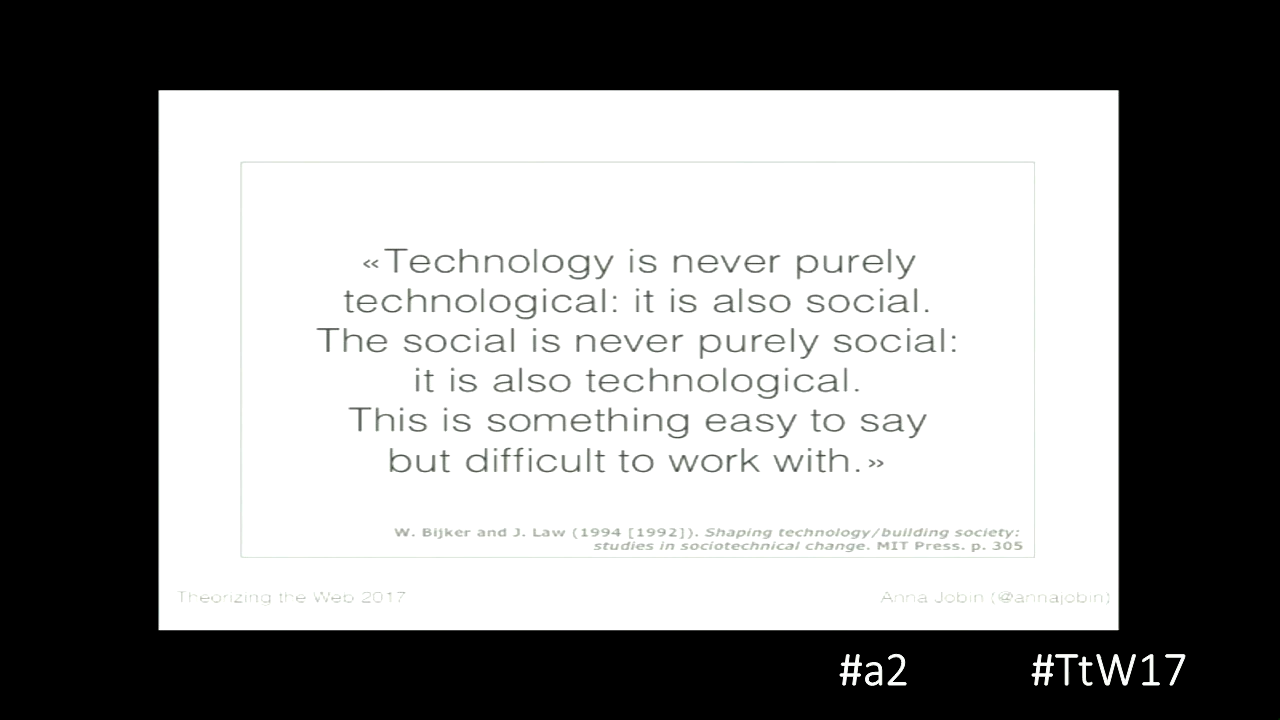 «Technology is never purely
technological: it is also social.
The social is never purely social:
it is also technological.
This is something easy to say
but difficult to work with.»
W. Bijker and J. Law (1994 [1992]). Shaping technology/building society:
studies in sociotechnical change. MIT Press. p. 305
Theorizing the Web 2017
Anna Jobin (@annajobin)
#a2 #TtW17